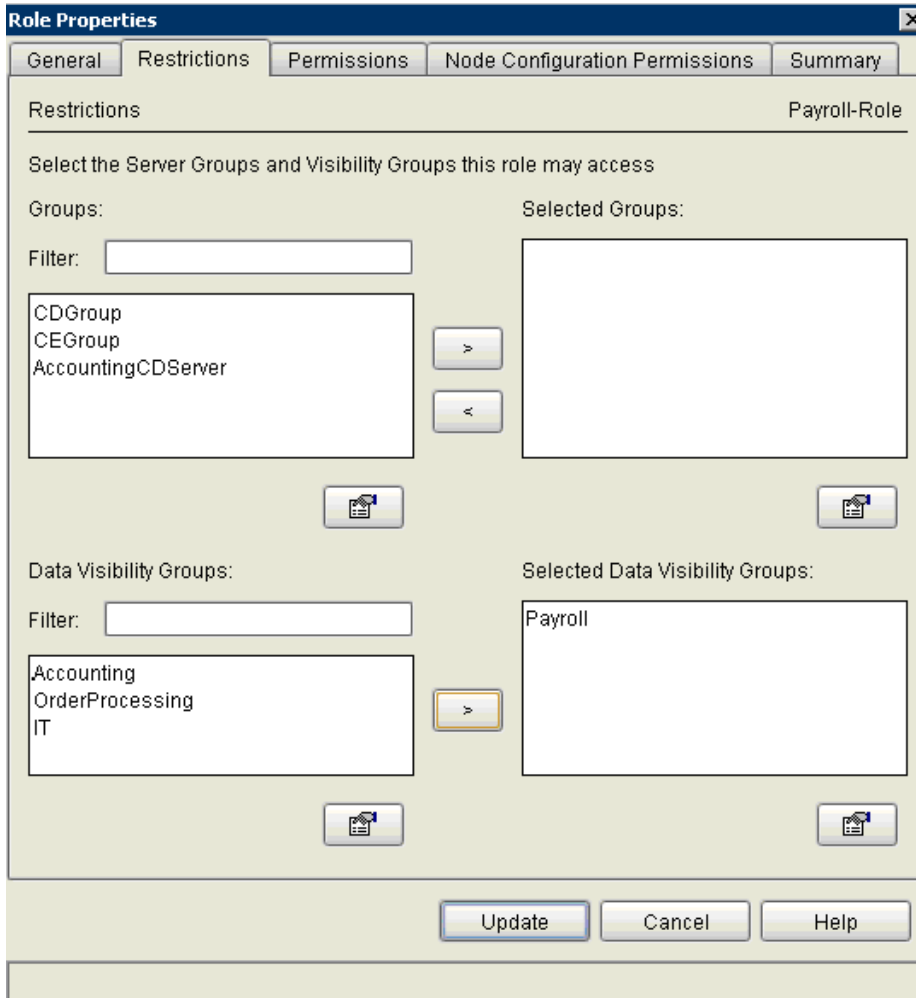 Role Properties
General Restrictions Permissions Node Configuration Permissions Summary
Restrictions Payroll-Role
Select the Server Groups and Visibility Groups this role may access
Groups: Selected Groups:
Filter:
CDGroup
CEGroup
AccountingCDServer
>
<
Data Visibility Groups: Selected Data Visibility Groups:
Filter:
Payroll
Accounting
OrderProcessing
IT
>
Update Cancel Help